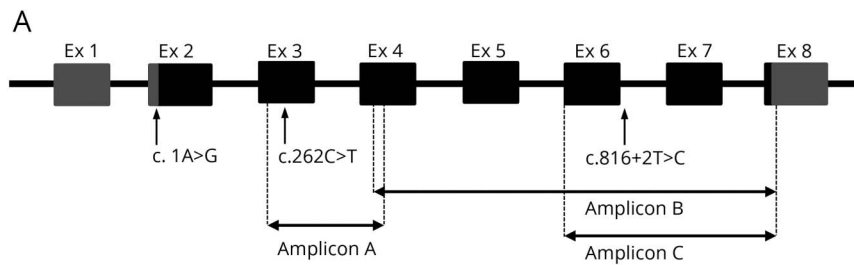 A
Ex 1 Ex 2 Ex 3 Ex 4 Ex 5 Ex 6 Ex 7 Ex 8
c. 1A>G c.262C>T c.816+2T>C
Amplicon B
Amplicon A Amplicon C